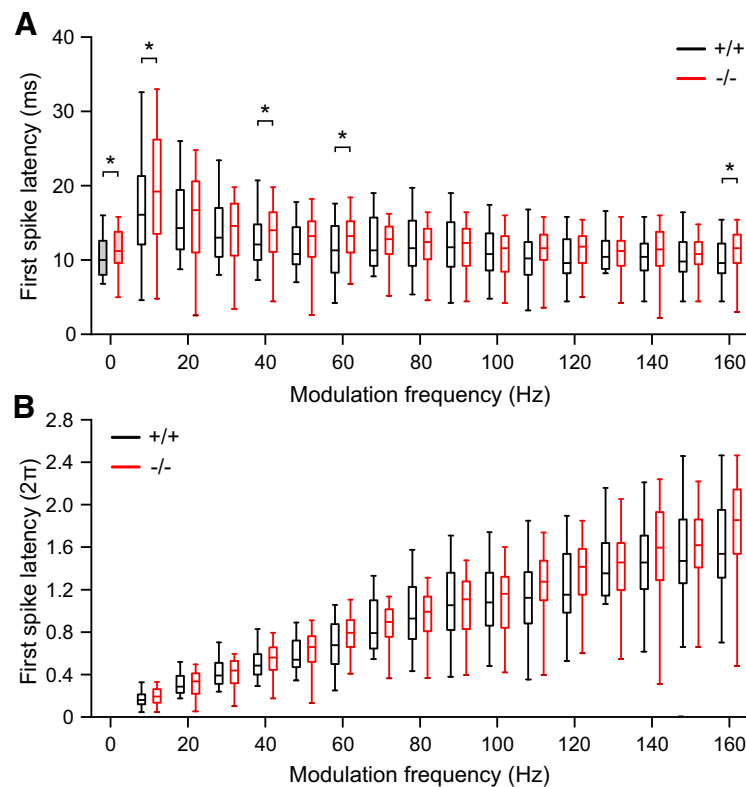 A
First spike latency (ms)
40
30
20
10
0
+/+
-/-
*
*
*
*
*
0 20 40 60 80 100 120 140 160
Modulation frequency (Hz)
B
First spike latency (2π)
2.8
2.4
2.0
1.6
1.2
0.8
0.4
0
+/+
-/-
0 20 40 60 80 100 120 140 160
Modulation frequency (Hz)